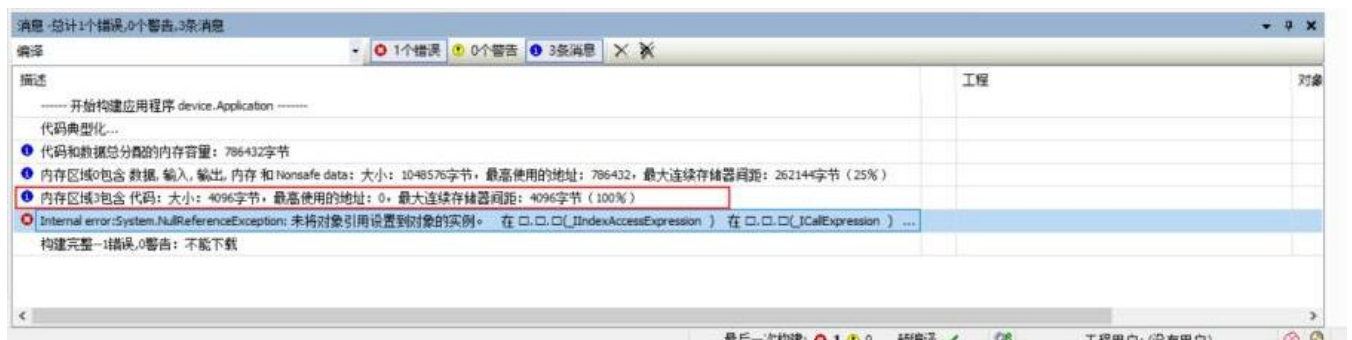 消息 -总计1个错误,0个警告,3条消息
编译 1个错误 0个警告 3条消息
描述 工程 对象
------ 开始构建应用程序 device.Application -------
代码典型化...
代码和数据总分配的内存容量: 786432字节
内存区域0包含 数据, 输入, 输出, 内存 和 Nonsafe data: 大小: 1048576字节, 最高使用的地址: 786432, 最大连续存储器间距: 262144字节 (25%)
内存区域3包含 代码: 大小: 4096字节, 最高使用的地址: 0, 最大连续存储器间距: 4096字节 (100%)
Internal error:System.NullReferenceException: 未将对象引用设置到对象的实例。 在 □.□.□(_IIndexAccessExpression ) 在 □.□.□(_ICallExpression ) ...
构建完整--1错误,0警告: 不能下载
最后一次构建: 1 0 预编译 工程用户: (没有用户)